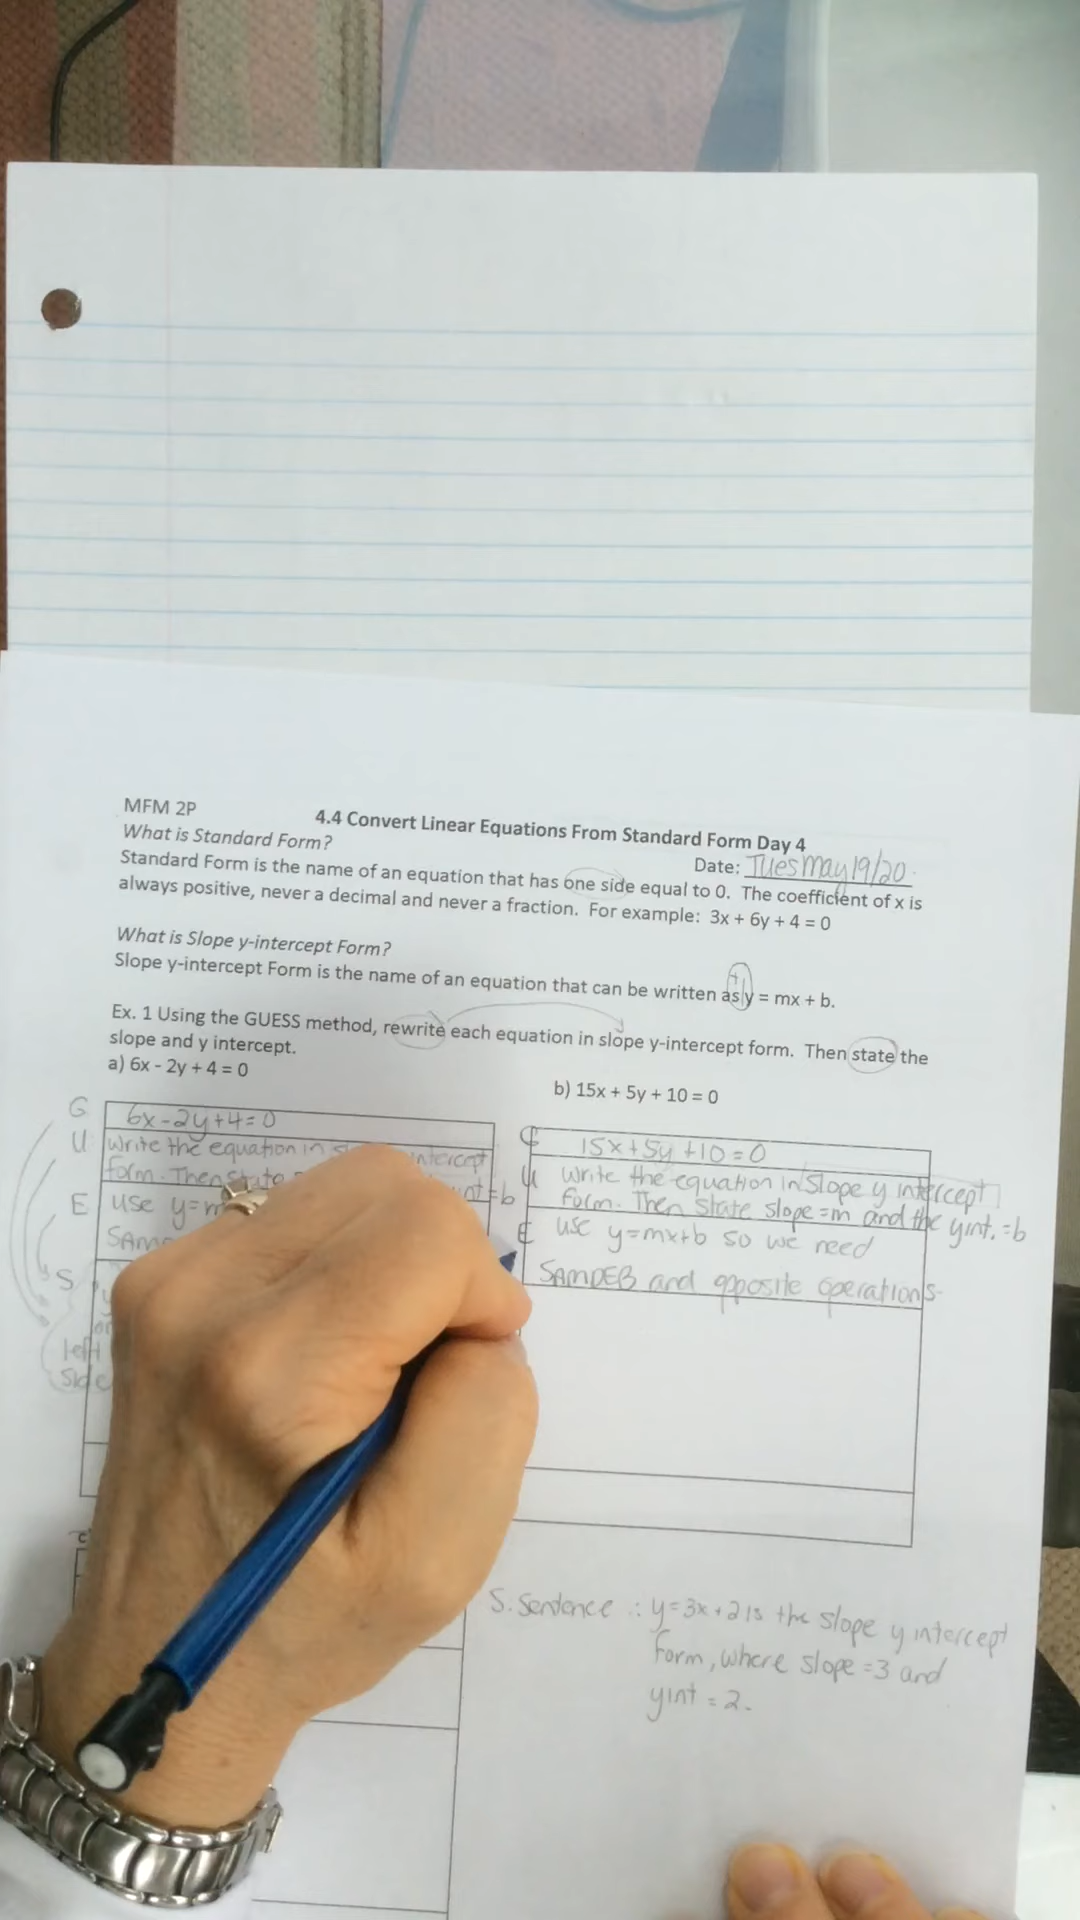 MFM 2P
4.4 Convert Linear Equations From Standard Form Day 4
What is Standard Form?
Date: Tues May 19/20.
Standard Form is the name of an equation that has one side equal to 0. The coefficient of x is
always positive, never a decimal and never a fraction. For example: 3x + 6y + 4 = 0
What is Slope y-intercept Form?
Slope y-intercept Form is the name of an equation that can be written as y = mx + b.
+1
Ex. 1 Using the GUESS method, rewrite each equation in slope y-intercept form. Then state the
slope and y intercept.
a) 6x - 2y + 4 = 0
b) 15x + 5y + 10 = 0
G 6x-2y+4=0
U Write the equation in intercept
form. Then =b
E use y=m
S
left
side
G 15x+5y+10=0
U Write the equation in slope y intercept
form. Then state slope=m and the yint.=b
E use y=mx+b so we need
SAMDEB and opposite operations.
S. Sentence ∴ y=3x+2 is the slope y intercept
form, where slope=3 and
yint = 2.